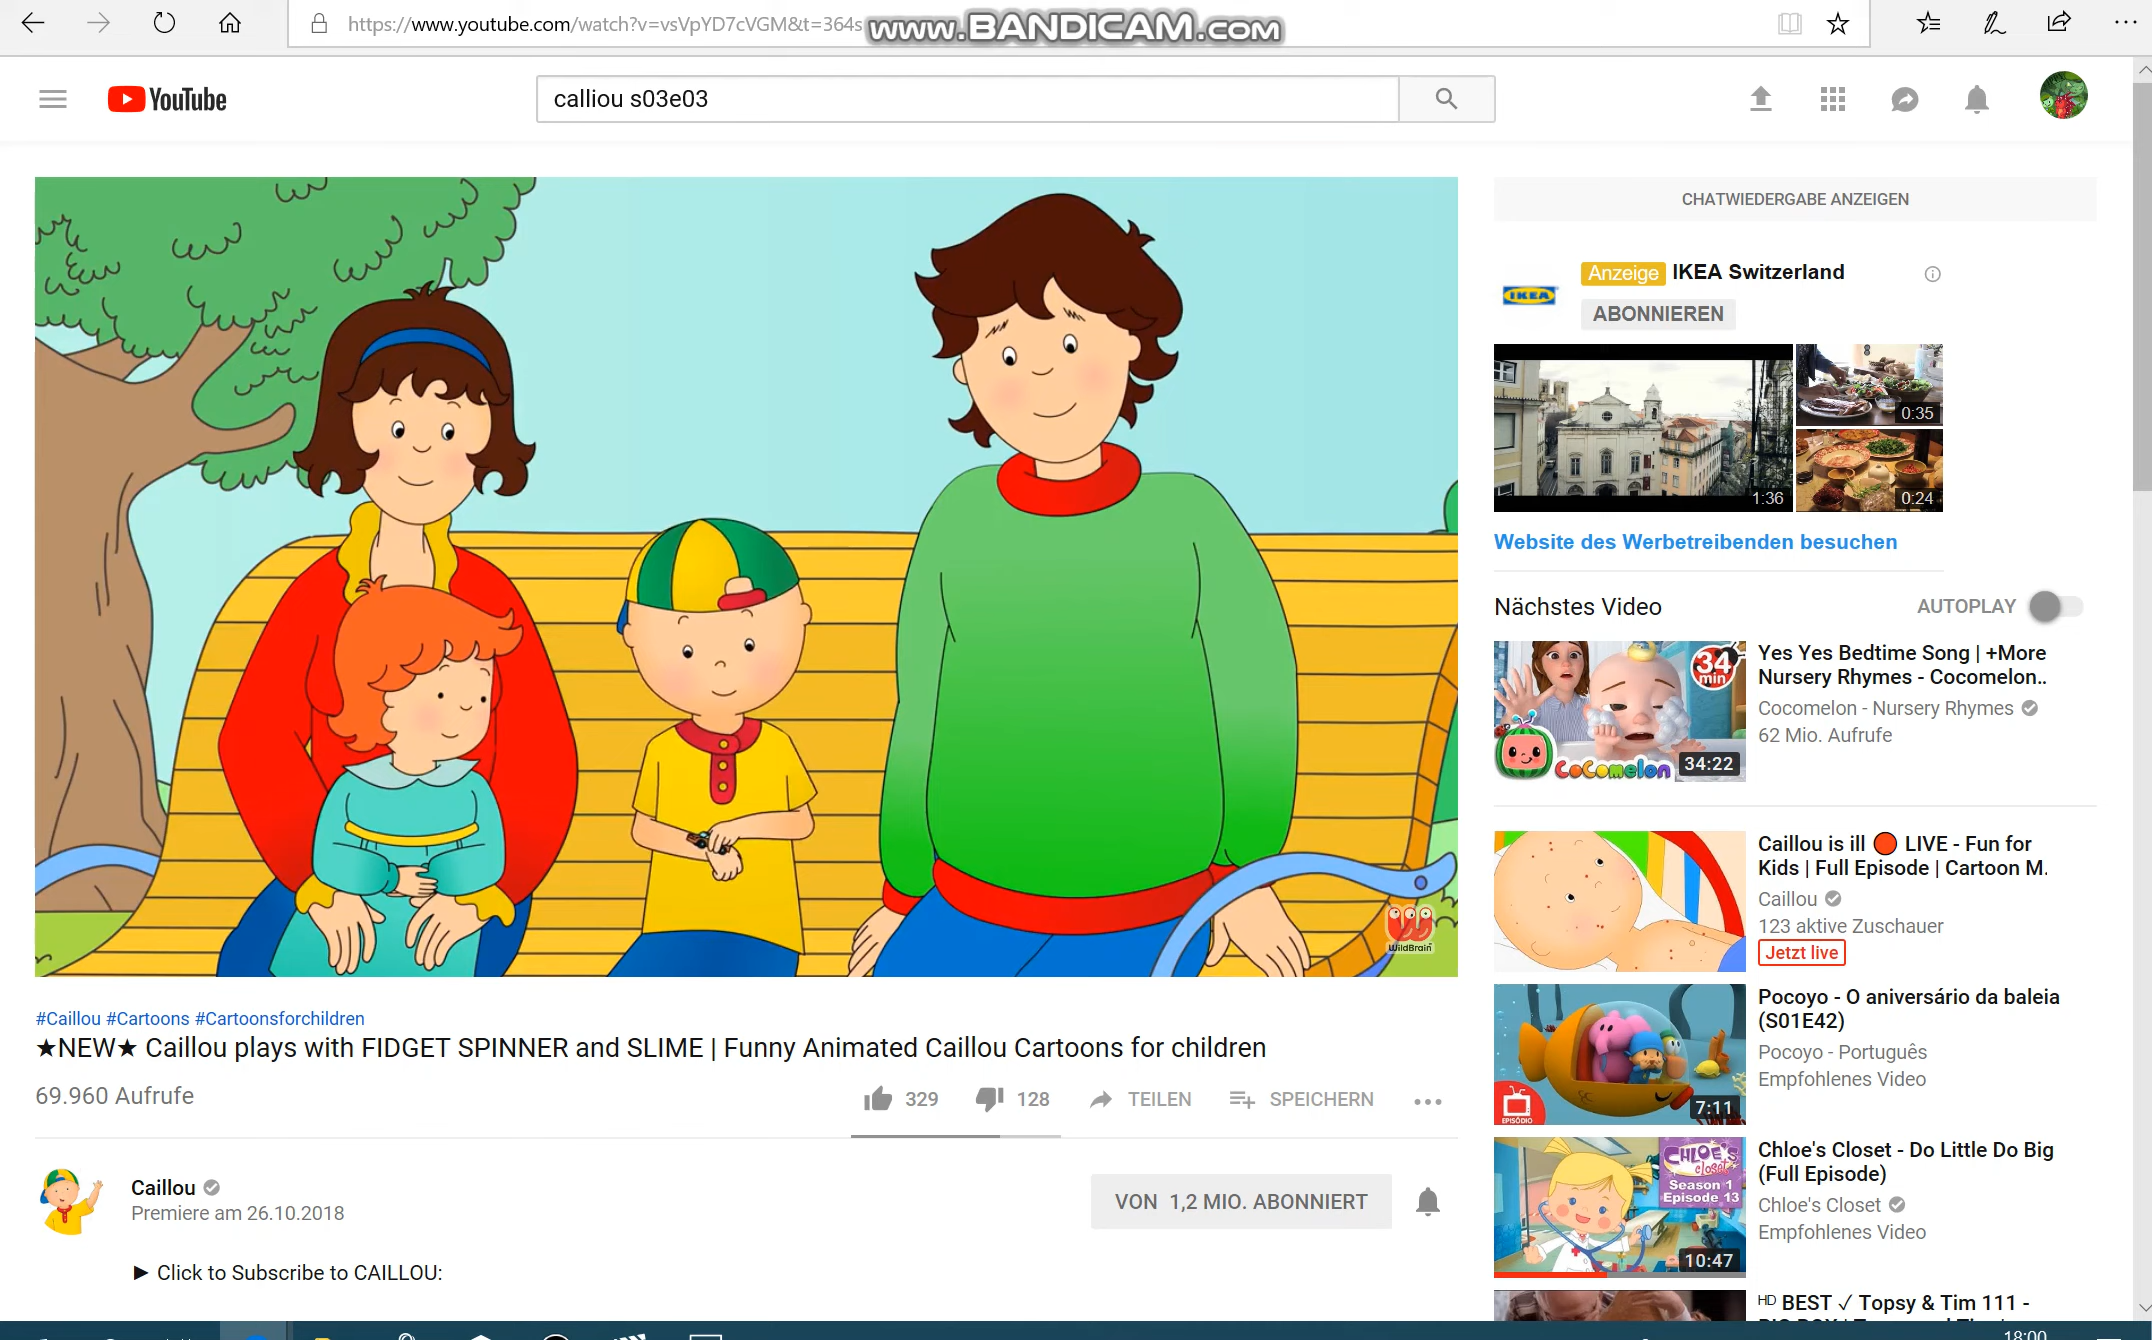 https://www.youtube.com/watch?v=vsVpYD7cVGM&t=364s
www.BANDICAM.com
YouTube
calliou s03e03
CHATWIEDERGABE ANZEIGEN
IKEA
Anzeige IKEA Switzerland
ABONNIEREN
1:36
0:35
0:24
Website des Werbetreibenden besuchen
Nächstes Video
AUTOPLAY
34 min
CoComelon
34:22
Yes Yes Bedtime Song | +More
Nursery Rhymes - Cocomelon..
Cocomelon - Nursery Rhymes
62 Mio. Aufrufe
Caillou is ill 🔴 LIVE - Fun for
Kids | Full Episode | Cartoon M.
Caillou
123 aktive Zuschauer
Jetzt live
EPISÓDIO
7:11
Pocoyo - O aniversário da baleia
(S01E42)
Pocoyo - Português
Empfohlenes Video
CHLOE'S
closet
Season 1
Episode 13
10:47
Chloe's Closet - Do Little Do Big
(Full Episode)
Chloe's Closet
Empfohlenes Video
HD BEST ✓ Topsy & Tim 111 -
WildBrain
#Caillou #Cartoons #Cartoonsforchildren
★NEW★ Caillou plays with FIDGET SPINNER and SLIME | Funny Animated Caillou Cartoons for children
69.960 Aufrufe
329
128
TEILEN
SPEICHERN
Caillou
Premiere am 26.10.2018
VON 1,2 MIO. ABONNIERT
► Click to Subscribe to CAILLOU:
18:00